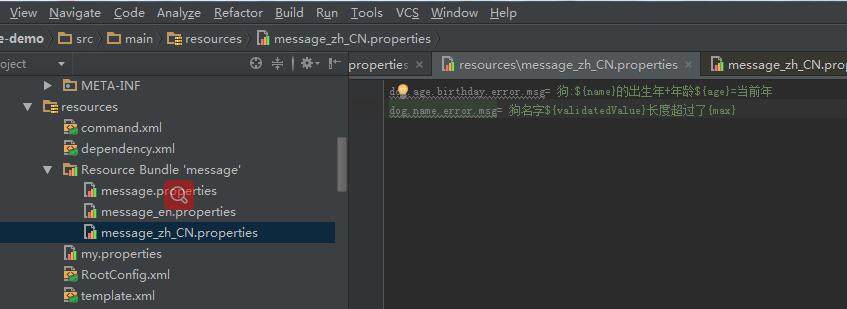 View Navigate Code Analyze Refactor Build Run Tools VCS Window Help
e-demo src main resources message_zh_CN.properties
oject properties resources\message_zh_CN.properties message_zh_CN.pro
META-INF
resources
command.xml
dependency.xml
Resource Bundle 'message'
message.properties
message_en.properties
message_zh_CN.properties
my.properties
RootConfig.xml
template.xml
dog.age.birthday.error.msg= 狗:${name}的出生年+年龄${age}=当前年
dog.name.error.msg= 狗名字${validatedValue}长度超过了{max}